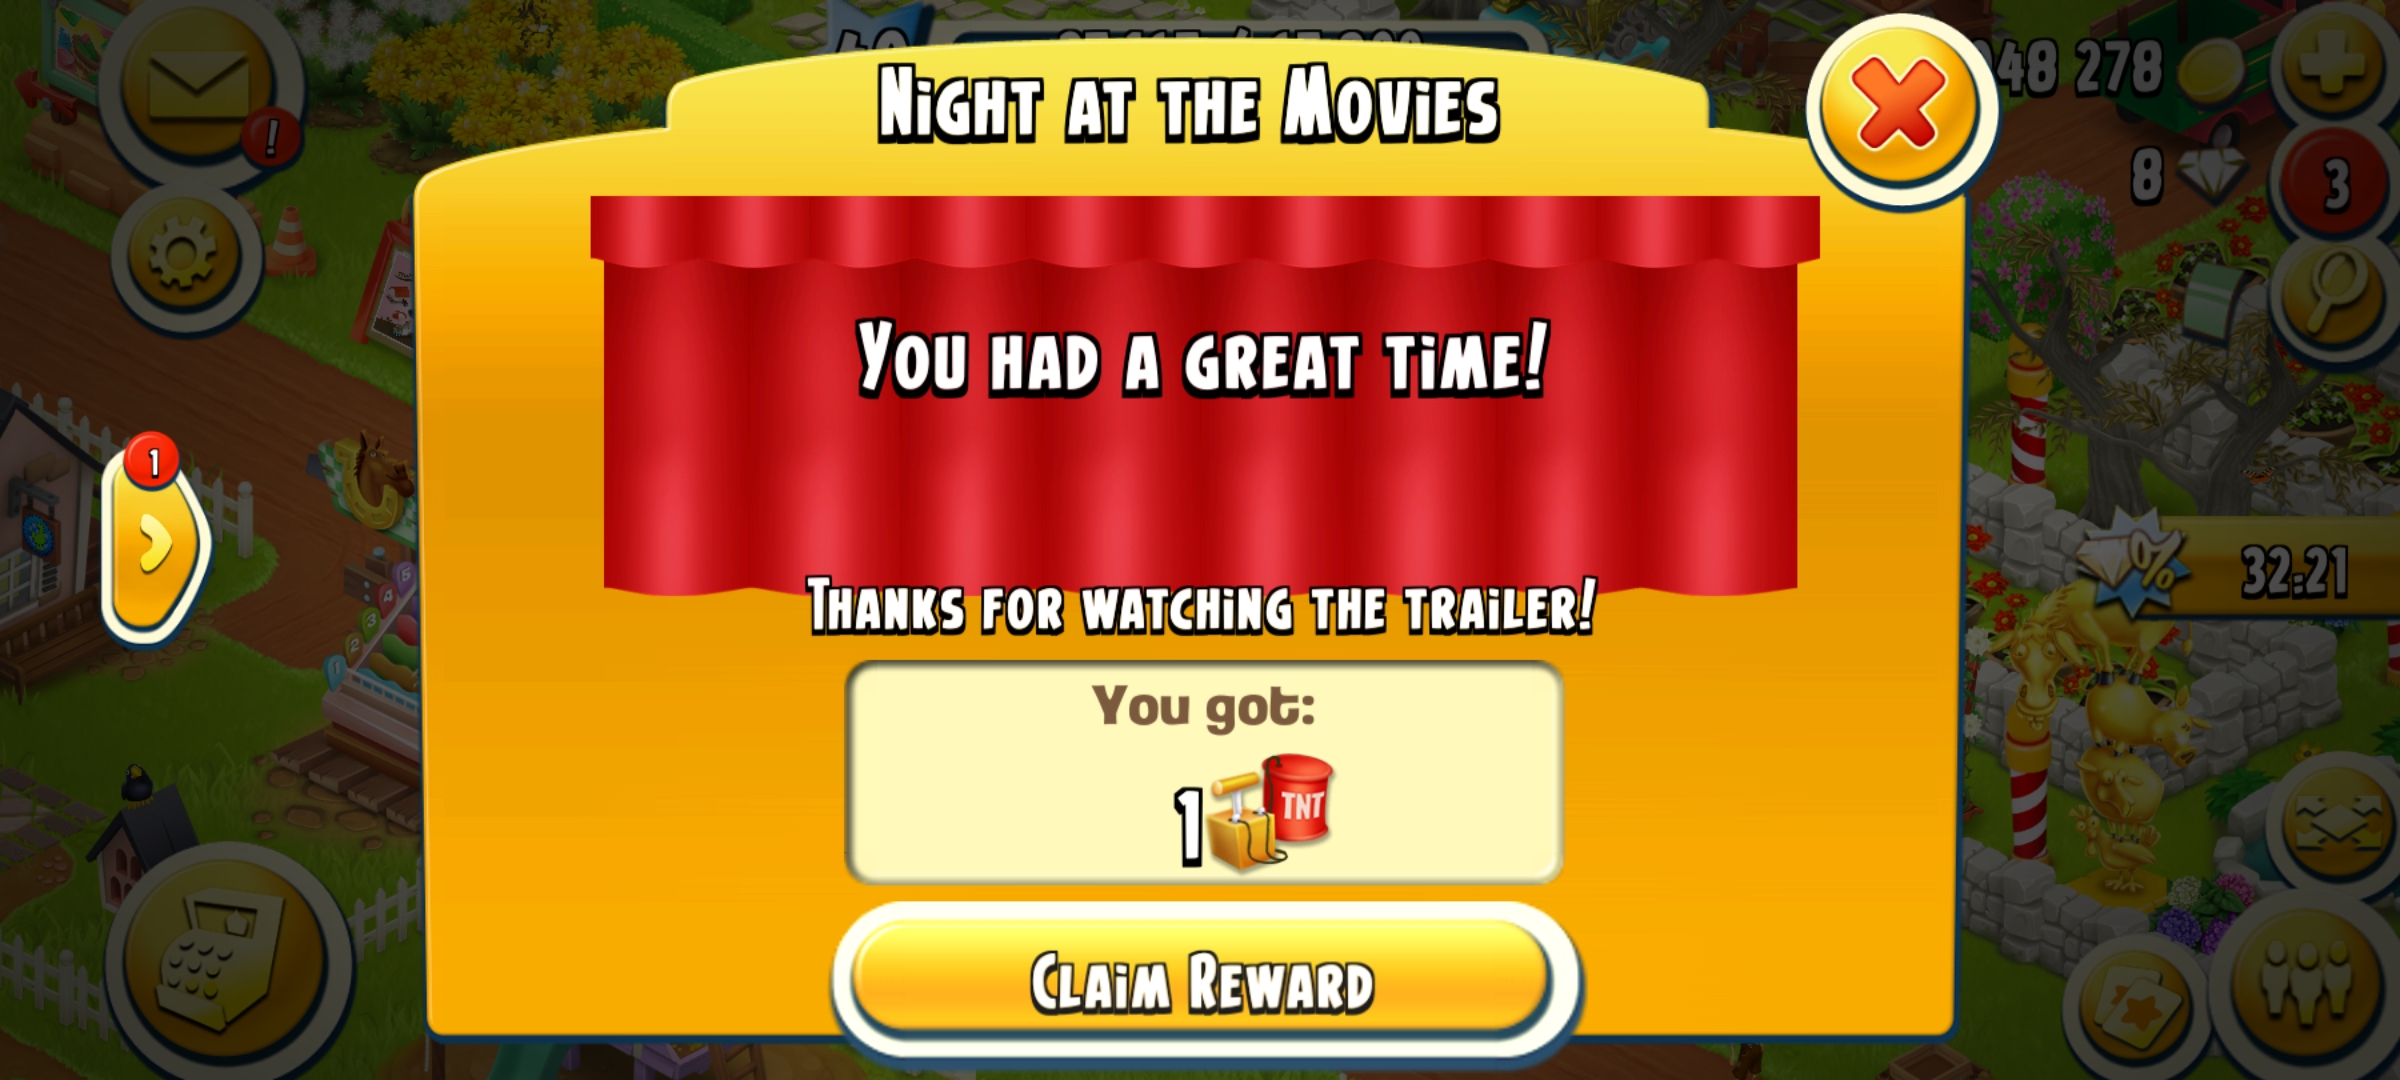 Night at the Movies
48 278
8
3
!
You had a great time!
1
32:21
Thanks for watching the trailer!
You got:
1
TNT
Claim Reward